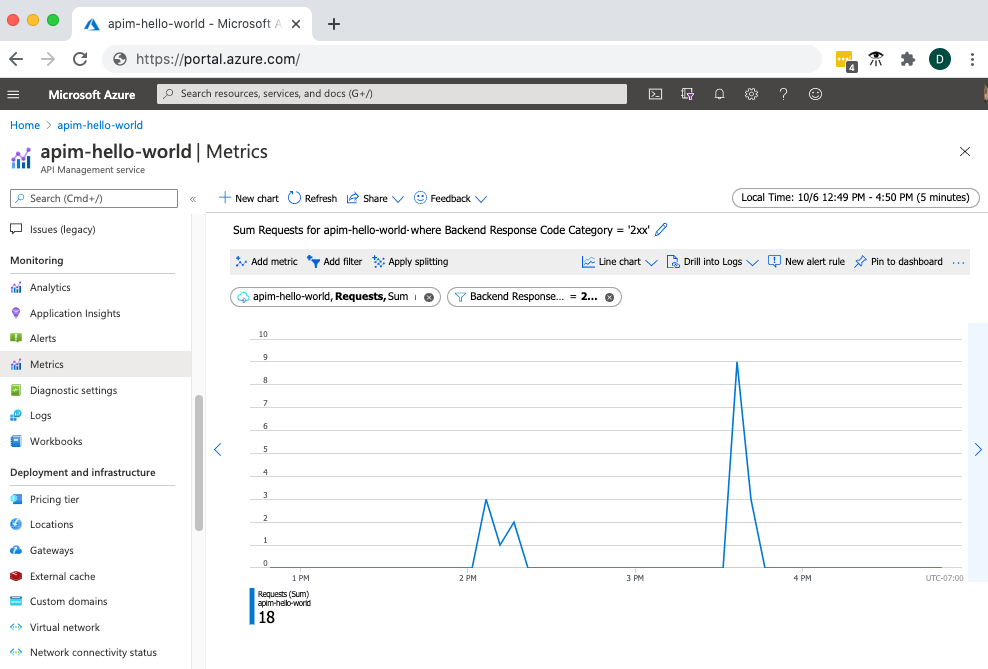 apim-hello-world - Microsoft A
https://portal.azure.com/
4
D
Microsoft Azure
Search resources, services, and docs (G+/)
Home > apim-hello-world
apim-hello-world | Metrics
API Management service
Search (Cmd+/)
«
New chart
Refresh
Share
Feedback
Local Time: 10/6 12:49 PM - 4:50 PM (5 minutes)
Issues (legacy)
Monitoring
Analytics
Application Insights
Alerts
Metrics
Diagnostic settings
Logs
Workbooks
Deployment and infrastructure
Pricing tier
Locations
Gateways
External cache
Custom domains
Virtual network
Network connectivity status
Sum Requests for apim-hello-world where Backend Response Code Category = '2xx'
Add metric
Add filter
Apply splitting
Line chart
Drill into Logs
New alert rule
Pin to dashboard
...
apim-hello-world, Requests, Sum
Backend Response... = 2...
10
9
8
7
6
5
4
3
2
1
0
1 PM
2 PM
3 PM
4 PM
UTC-07:00
Requests (Sum)
apim-hello-world
18